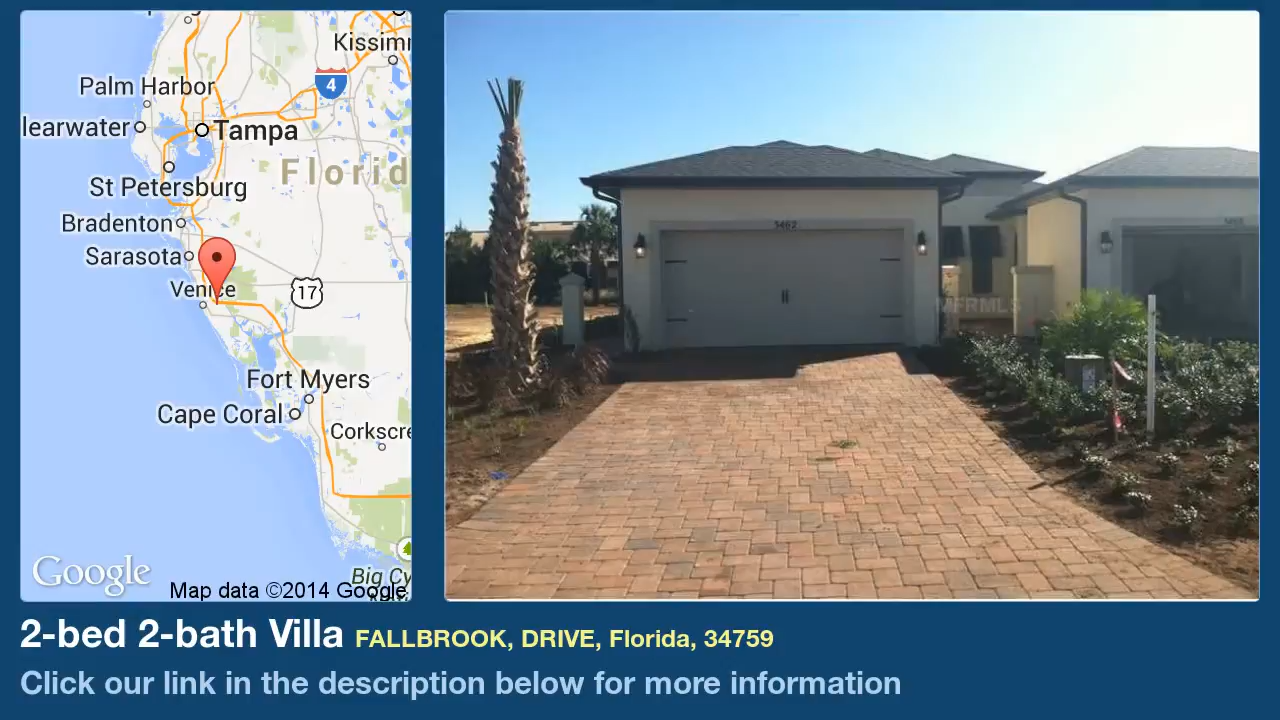 Kissimm
4
Palm Harbor
learwater
Tampa
Florid
St Petersburg
Bradenton
Sarasota
Venice
17
Fort Myers
Cape Coral
Corkscre
Big Cy
Google
Map data ©2014 Google
5462
MFRMLS
2-bed 2-bath Villa FALLBROOK, DRIVE, Florida, 34759
Click our link in the description below for more information